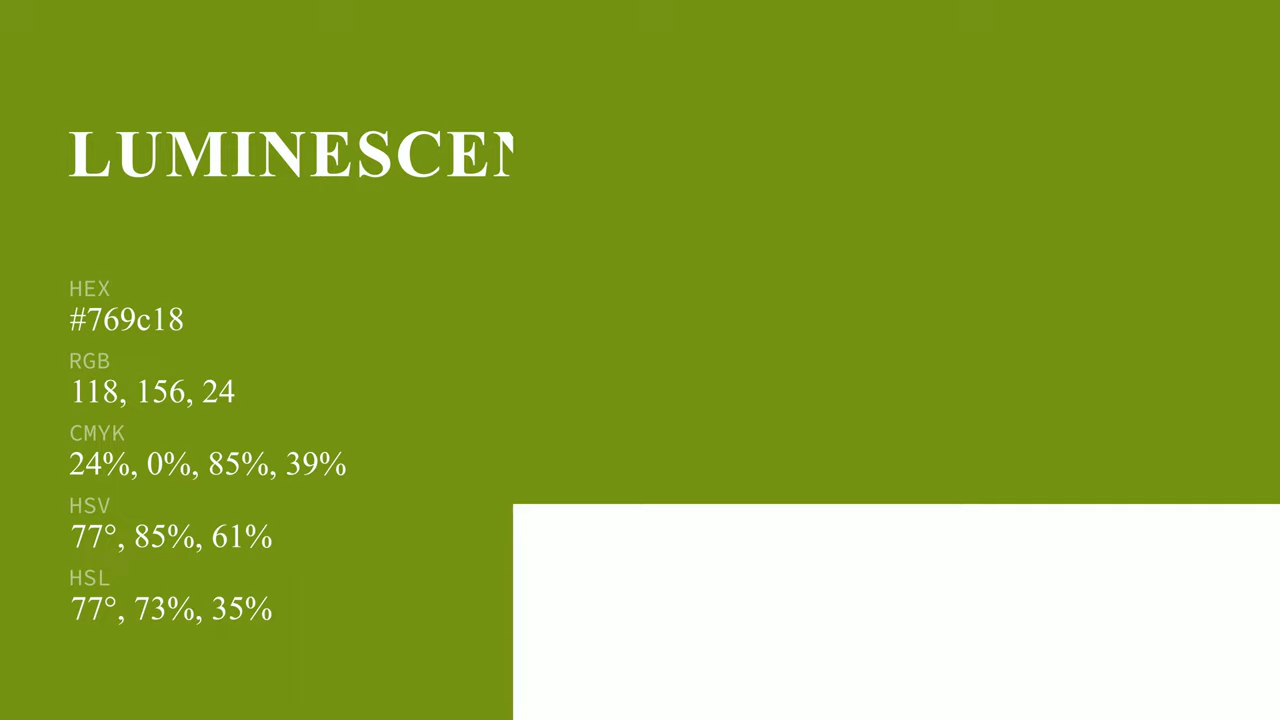 LUMINESCEN
HEX
#769c18
RGB
118, 156, 24
CMYK
24%, 0%, 85%, 39%
HSV
77°, 85%, 61%
HSL
77°, 73%, 35%